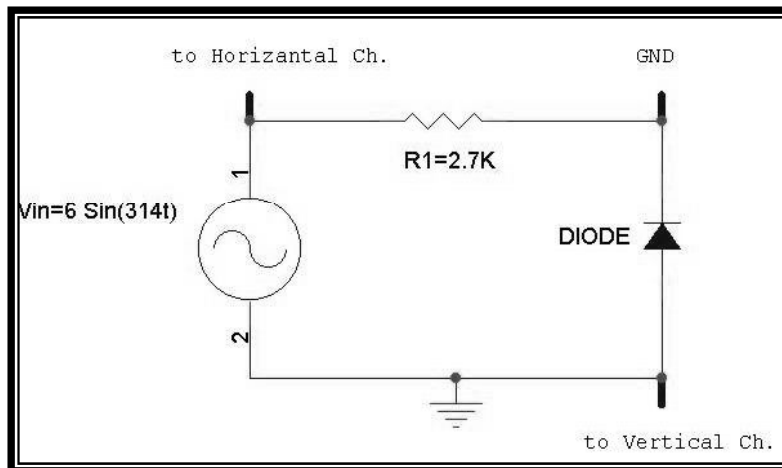 to Horizantal Ch.
GND
R1=2.7K
1
Vin=6 Sin(314t)
DIODE
2
to Vertical Ch.